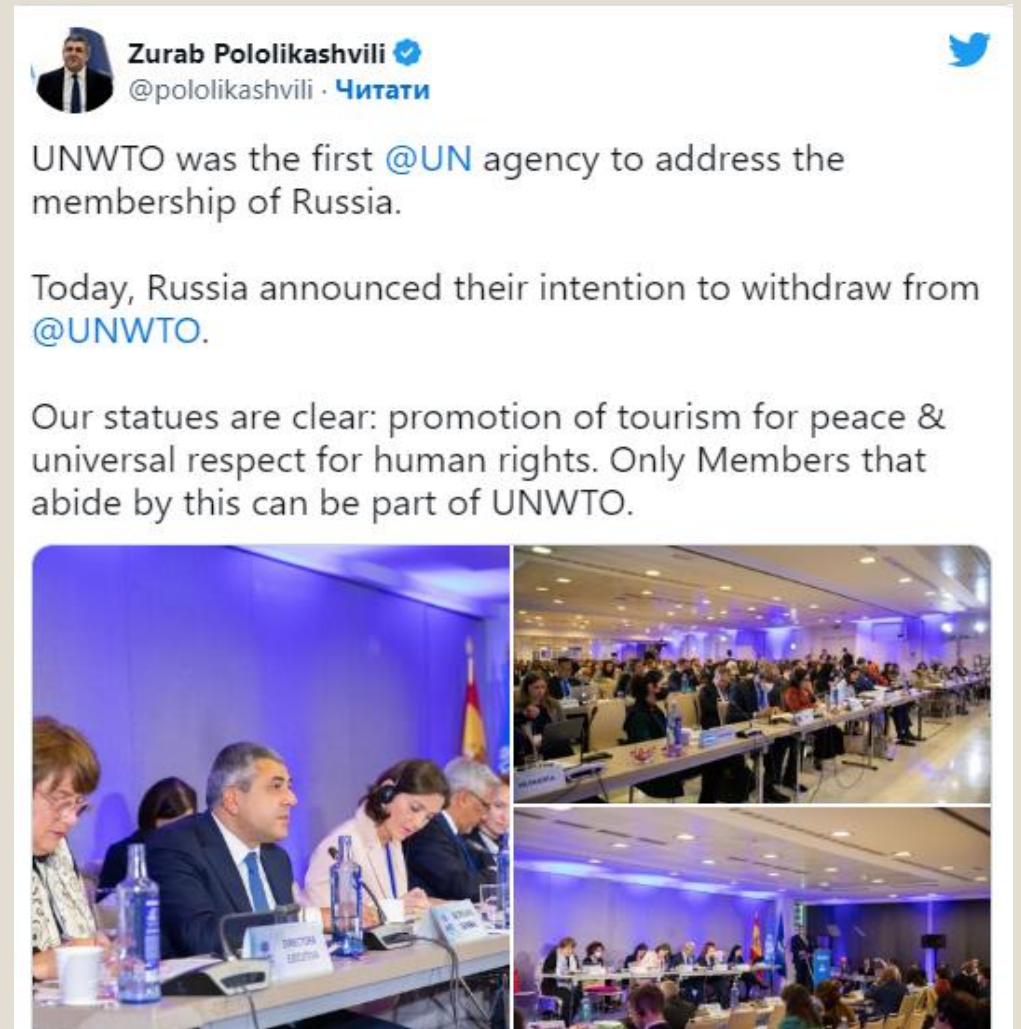 Zurab Pololikashvili
@pololikashvili · Читати
UNWTO was the first @UN agency to address the
membership of Russia.
Today, Russia announced their intention to withdraw from
@UNWTO.
Our statues are clear: promotion of tourism for peace &
universal respect for human rights. Only Members that
abide by this can be part of UNWTO.
DIRECTORA
EJECUTIVA